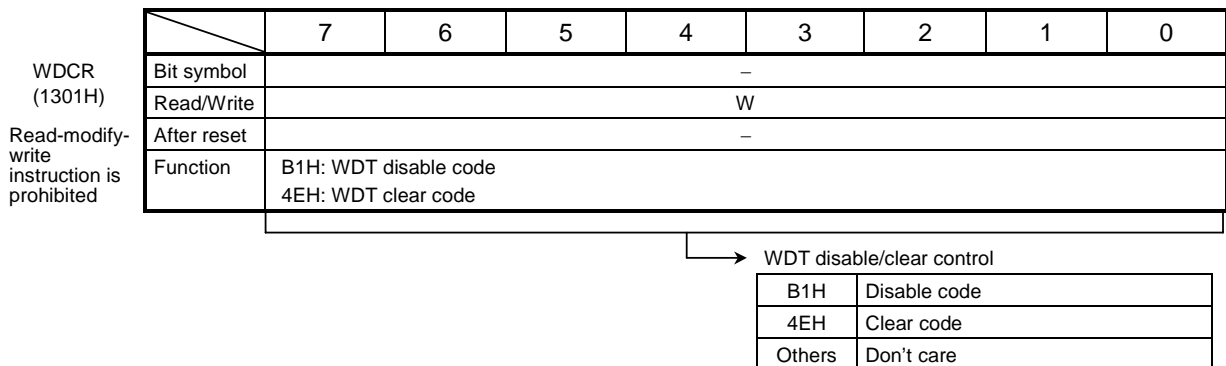 7 6 5 4 3 2 1 0
WDCR
(1301H)
Bit symbol –
Read/Write W
Read-modify-
write
instruction is
prohibited
After reset –
Function B1H: WDT disable code
4EH: WDT clear code
WDT disable/clear control
B1H Disable code
4EH Clear code
Others Don't care